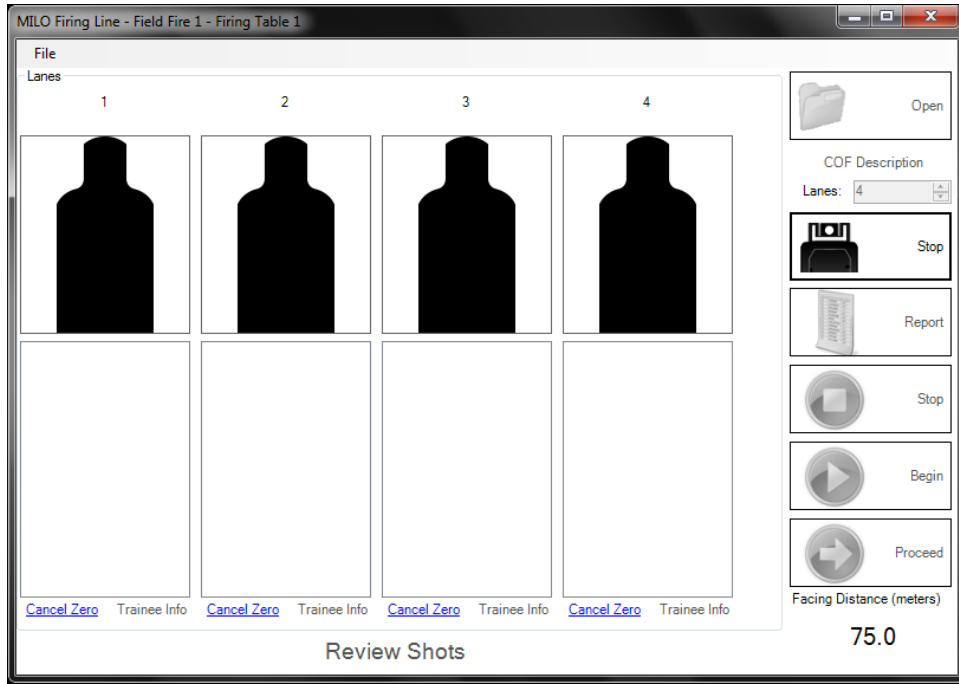 MILO Firing Line - Field Fire 1 - Firing Table 1
File
Lanes
1 2 3 4
Open
COF Description
Lanes: 4
Stop
Report
Stop
Begin
Proceed
Cancel Zero Trainee Info Cancel Zero Trainee Info Cancel Zero Trainee Info Cancel Zero Trainee Info
Facing Distance (meters)
75.0
Review Shots